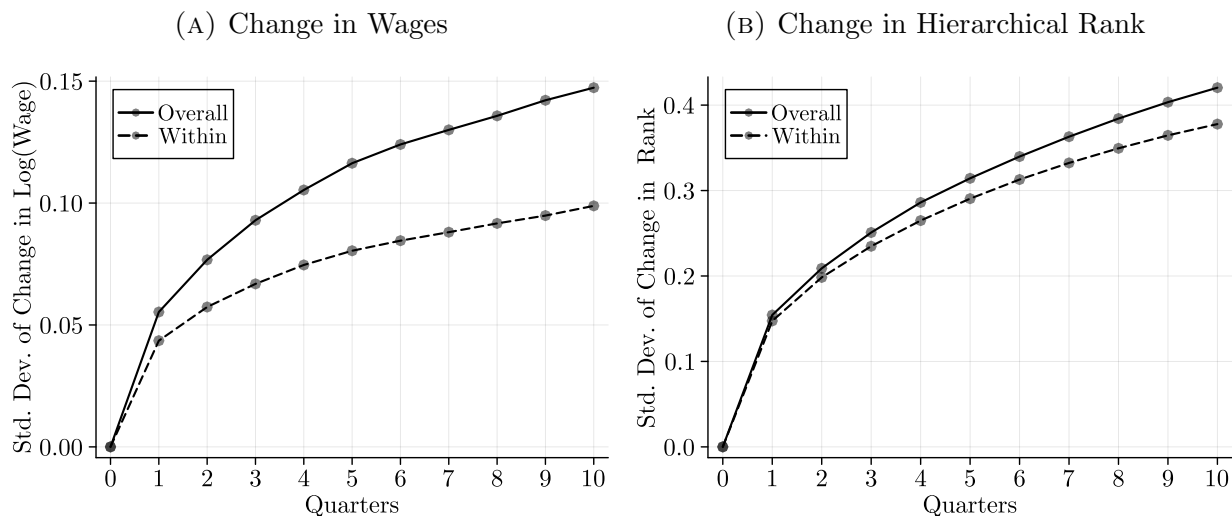 (A) Change in Wages
Std. Dev. of Change in Log(Wage)
0.15
0.10
0.05
0.00
Overall
Within
0 1 2 3 4 5 6 7 8 9 10
Quarters
(B) Change in Hierarchical Rank
Std. Dev. of Change in Rank
0.4
0.3
0.2
0.1
0.0
Overall
Within
0 1 2 3 4 5 6 7 8 9 10
Quarters